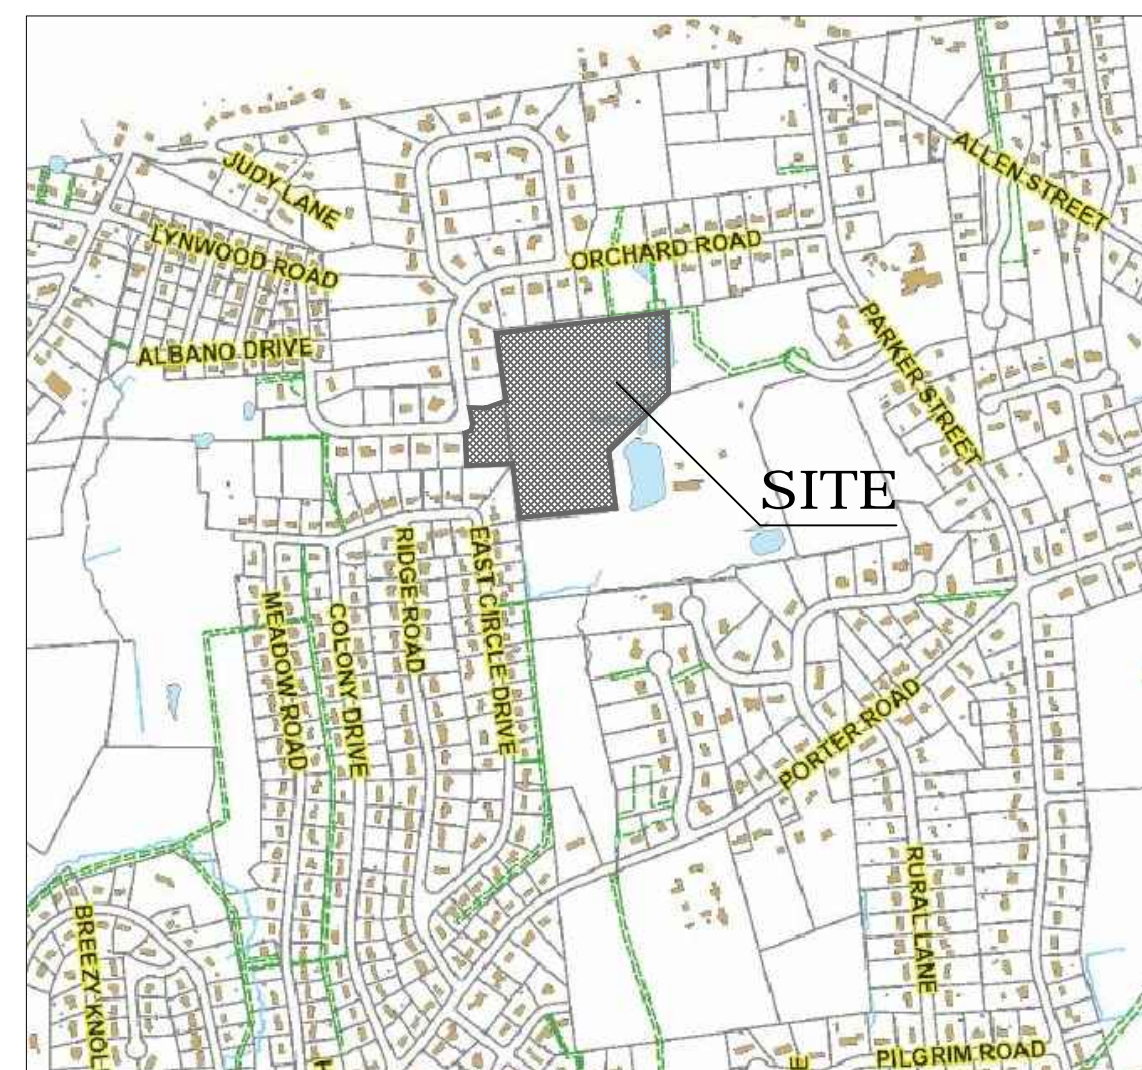 ALLEN STREET
JUDY LANE
LYNWOOD ROAD
ORCHARD ROAD
ALBANO DRIVE
PARKER STREET
SITE
EAST CIRCLE DRIVE
RIDGE ROAD
COLONY DRIVE
MEADOW ROAD
PORTER ROAD
RURAL LANE
BREEZY KNOL
PILGRIM ROAD
H
E